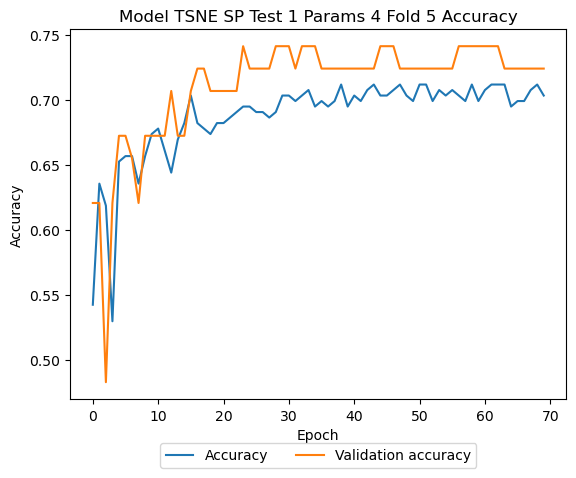 Model TSNE SP Test 1 Params 4 Fold 5 Accuracy
0.75
0.70
0.65
0.60
0.55
0.50
Accuracy
0 10 20 30 40 50 60 70
Epoch
Accuracy Validation accuracy